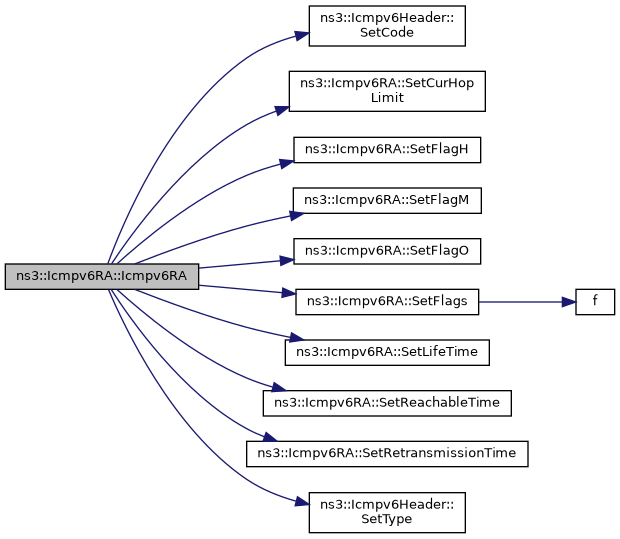 ns3::Icmpv6Header::
SetCode
ns3::Icmpv6RA::SetCurHop
Limit
ns3::Icmpv6RA::SetFlagH
ns3::Icmpv6RA::SetFlagM
ns3::Icmpv6RA::SetFlagO
ns3::Icmpv6RA::Icmpv6RA
ns3::Icmpv6RA::SetFlags
f
ns3::Icmpv6RA::SetLifeTime
ns3::Icmpv6RA::SetReachableTime
ns3::Icmpv6RA::SetRetransmissionTime
ns3::Icmpv6Header::
SetType